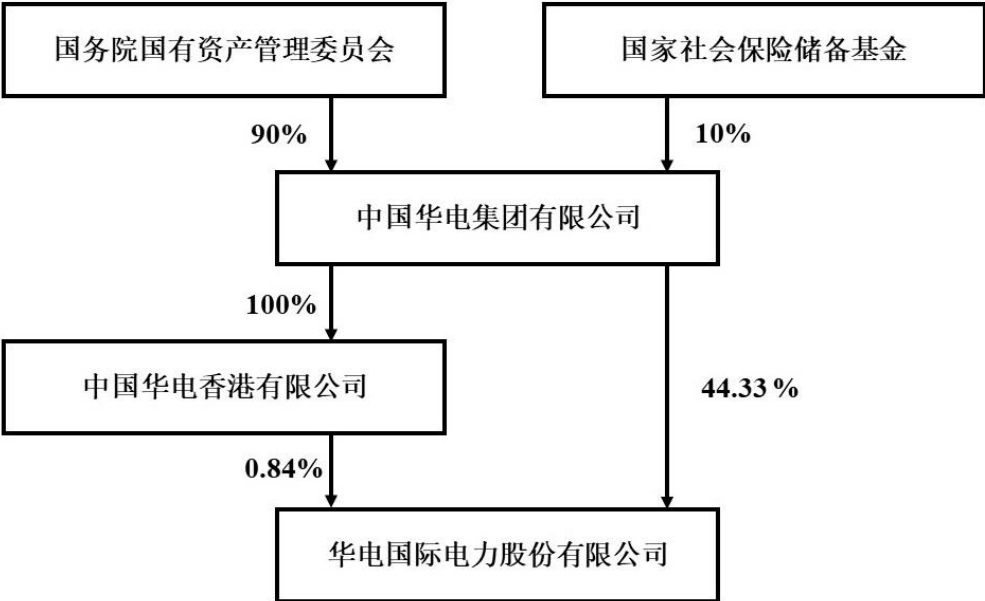 国务院国有资产管理委员会
国家社会保险储备基金
90%
10%
中国华电集团有限公司
100%
中国华电香港有限公司
44.33 %
0.84%
华电国际电力股份有限公司